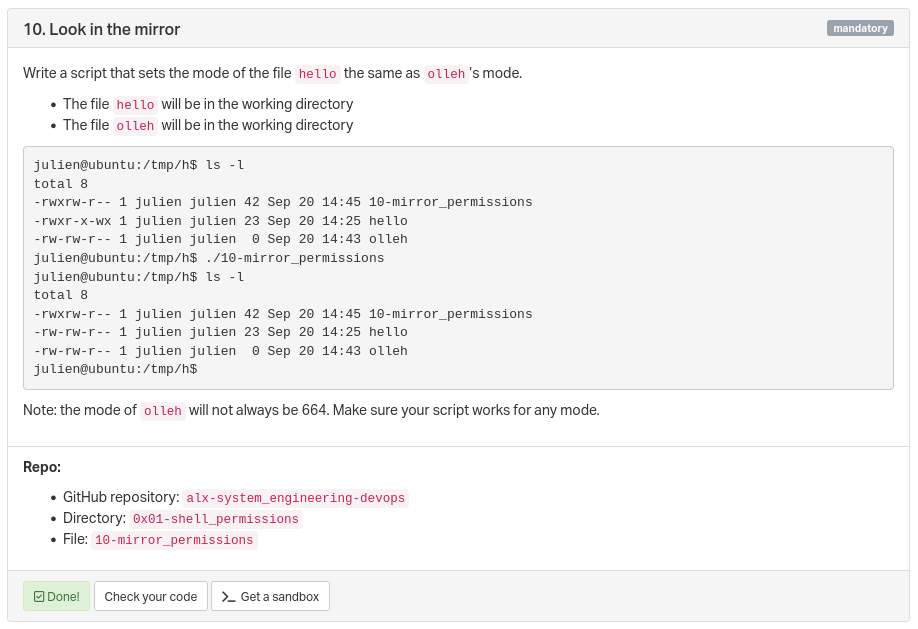 10. Look in the mirror
mandatory
Write a script that sets the mode of the file hello the same as olleh's mode.
• The file hello will be in the working directory
• The file olleh will be in the working directory
julien@ubuntu:/tmp/h$ ls -l
total 8
-rwxrw-r-- 1 julien julien 42 Sep 20 14:45 10-mirror_permissions
-rwxr-x-wx 1 julien julien 23 Sep 20 14:25 hello
-rw-rw-r-- 1 julien julien  0 Sep 20 14:43 olleh
julien@ubuntu:/tmp/h$ ./10-mirror_permissions
julien@ubuntu:/tmp/h$ ls -l
total 8
-rwxrw-r-- 1 julien julien 42 Sep 20 14:45 10-mirror_permissions
-rw-rw-r-- 1 julien julien 23 Sep 20 14:25 hello
-rw-rw-r-- 1 julien julien  0 Sep 20 14:43 olleh
julien@ubuntu:/tmp/h$
Note: the mode of olleh will not always be 664. Make sure your script works for any mode.
Repo:
• GitHub repository: alx-system_engineering-devops
• Directory: 0x01-shell_permissions
• File: 10-mirror_permissions
Done! Check your code >_ Get a sandbox